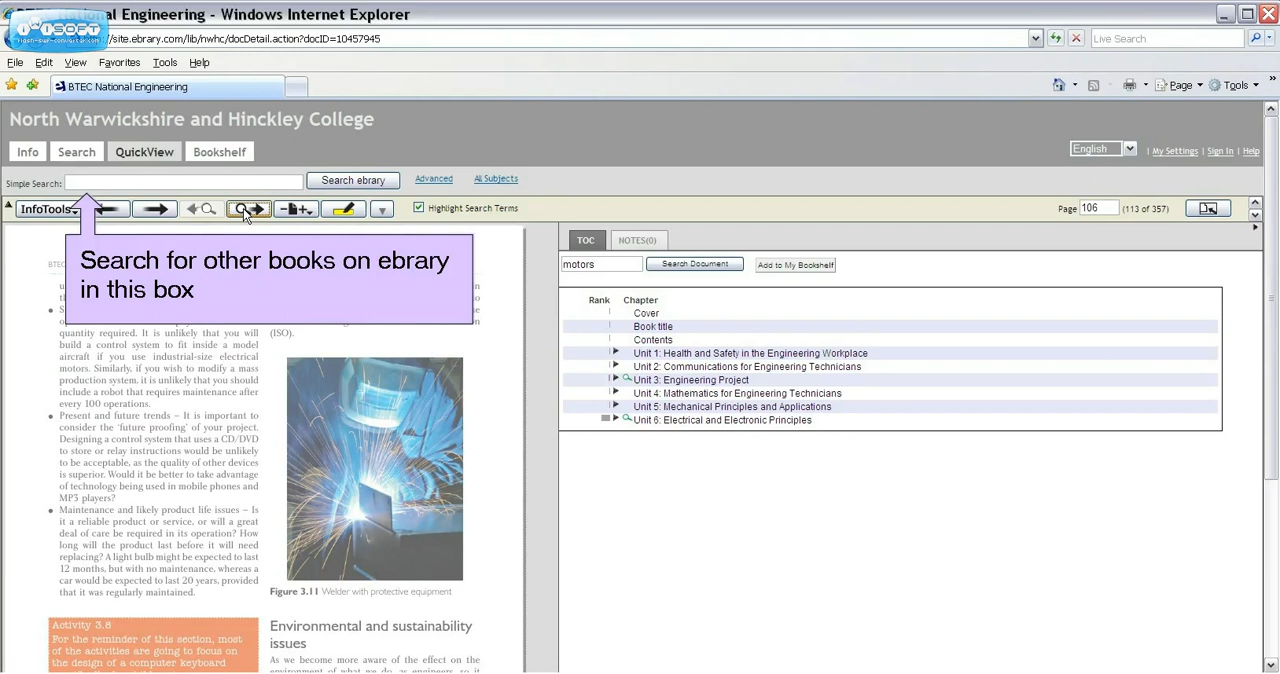 BTEC National Engineering - Windows Internet Explorer
iWiSOFT
flash-swf-converter.com
//site.ebrary.com/lib/nwhc/docDetail.action?docID=10457945
Live Search
File Edit View Favorites Tools Help
BTEC National Engineering
Page Tools
North Warwickshire and Hinckley College
Info Search QuickView Bookshelf
English | My Settings | Sign In | Help
Simple Search: Search ebrary Advanced All Subjects
InfoTools Highlight Search Terms Page 106 (113 of 357)
Search for other books on ebrary
in this box
quantity required. It is unlikely that you will
build a control system to fit inside a model
aircraft if you use industrial-size electrical
motors. Similarly, if you wish to modify a mass
production system, it is unlikely that you should
include a robot that requires maintenance after
every 100 operations.
• Present and future trends – It is important to
consider the 'future proofing' of your project.
Designing a control system that uses a CD/DVD
to store or relay instructions would be unlikely
to be acceptable, as the quality of other devices
is superior. Would it be better to take advantage
of technology being used in mobile phones and
MP3 players?
• Maintenance and likely product life issues – Is
it a reliable product or service, or will a great
deal of care be required in its operation? How
long will the product last before it will need
replacing? A light bulb might be expected to last
12 months, but with no maintenance, whereas a
car would be expected to last 20 years, provided
that it was regularly maintained.
Activity 3.8
For the reminder of this section, most
of the activities are going to focus on
the design of a computer keyboard
(ISO).
Figure 3.11 Welder with protective equipment
Environmental and sustainability
issues
As we become more aware of the effect on the
environment of what we do, as engineers, so it
TOC NOTES(0)
motors Search Document Add to My Bookshelf
Rank Chapter
Cover
Book title
Contents
Unit 1: Health and Safety in the Engineering Workplace
Unit 2: Communications for Engineering Technicians
Unit 3: Engineering Project
Unit 4: Mathematics for Engineering Technicians
Unit 5: Mechanical Principles and Applications
Unit 6: Electrical and Electronic Principles